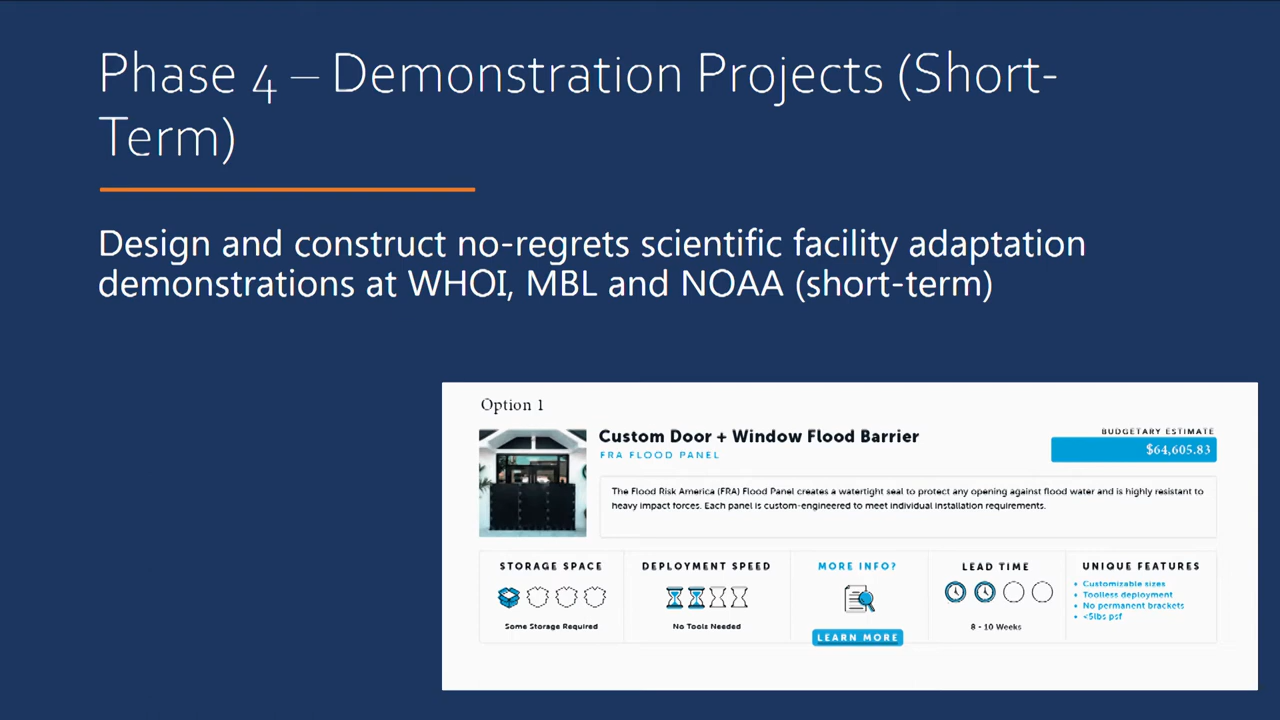 Phase 4 – Demonstration Projects (Short-
Term)
Design and construct no-regrets scientific facility adaptation
demonstrations at WHOI, MBL and NOAA (short-term)
Option 1
Custom Door + Window Flood Barrier
FRA FLOOD PANEL
BUDGETARY ESTIMATE
$64,605.83
The Flood Risk America (FRA) Flood Panel creates a watertight seal to protect any opening against flood water and is highly resistant to
heavy impact forces. Each panel is custom-engineered to meet individual installation requirements.
STORAGE SPACE
Some Storage Required
DEPLOYMENT SPEED
No Tools Needed
MORE INFO?
LEARN MORE
LEAD TIME
8 - 10 Weeks
UNIQUE FEATURES
• Customizable sizes
• Toolless deployment
• No permanent brackets
• <5lbs psf